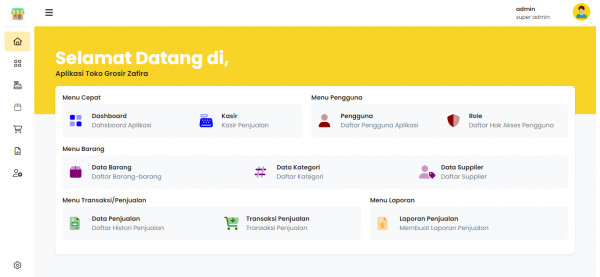 admin
super admin
Selamat Datang di,
Aplikasi Toko Grosir Zafira
Menu Cepat
Menu Pengguna
Dashboard
Dahsboard Aplikasi
Kasir
Kasir Penjualan
Pengguna
Daftar Pengguna Aplikasi
Role
Daftar Hak Akses Pengguna
Menu Barang
Data Barang
Daftar Barang-barang
Data Kategori
Daftar Kategori
Data Supplier
Daftar Supplier
Menu Transaksi/Penjualan
Menu Laporan
Data Penjualan
Daftar Histori Penjualan
Transaksi Penjualan
Transaksi Penjualan
Laporan Penjualan
Membuat Laporan Penjualan